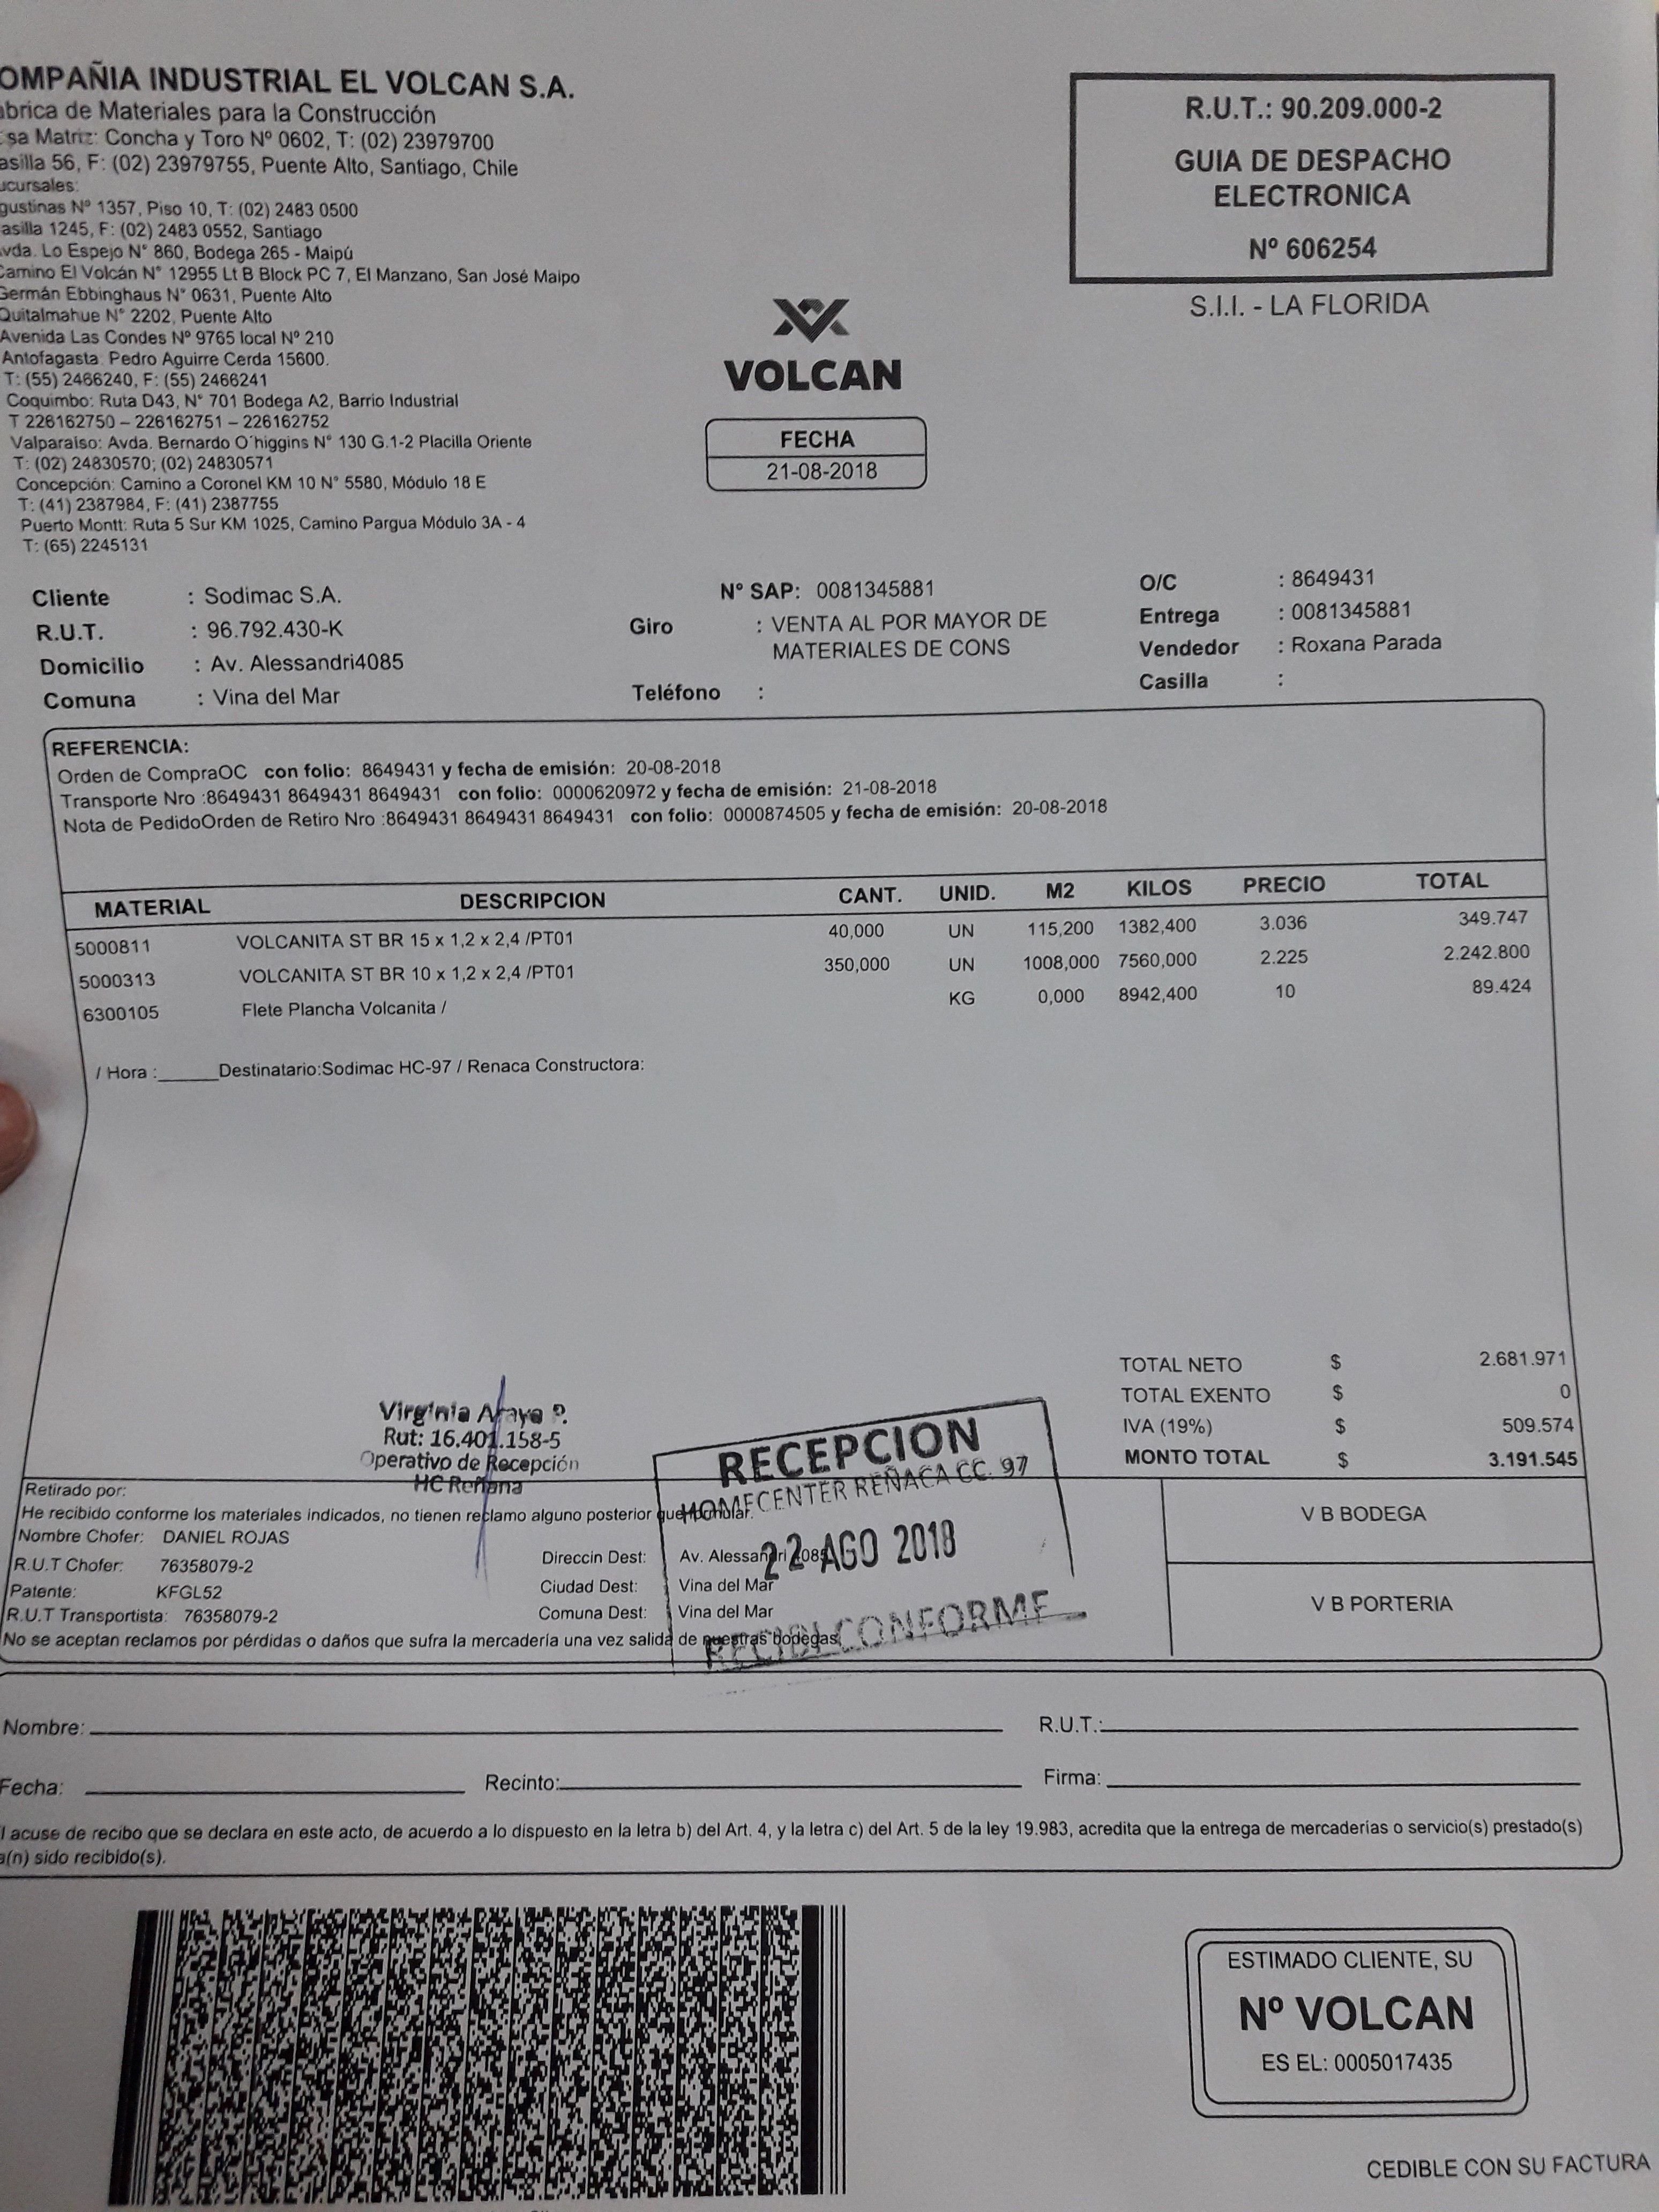 OMPAÑIA INDUSTRIAL EL VOLCAN S.A.
abrica de Materiales para la Construcción
sa Matriz: Concha y Toro Nº 0602, T: (02) 23979700
asilla 56, F: (02) 23979755, Puente Alto, Santiago, Chile
ucursales:
gustinas Nº 1357, Piso 10, T: (02) 2483 0500
asilla 1245, F: (02) 2483 0552, Santiago
vda. Lo Espejo N° 860, Bodega 265 - Maipú
Camino El Volcán N° 12955 Lt B Block PC 7, El Manzano, San José Maipo
Germán Ebbinghaus N° 0631, Puente Alto
Quitalmahue N° 2202, Puente Alto
Avenida Las Condes Nº 9765 local Nº 210
Antofagasta: Pedro Aguirre Cerda 15600.
T: (55) 2466240, F: (55) 2466241
Coquimbo: Ruta D43, N° 701 Bodega A2, Barrio Industrial
T 226162750 – 226162751 – 226162752
Valparaíso: Avda. Bernardo O´higgins N° 130 G.1-2 Placilla Oriente
T: (02) 24830570; (02) 24830571
Concepción: Camino a Coronel KM 10 N° 5580, Módulo 18 E
T: (41) 2387984, F: (41) 2387755
Puerto Montt: Ruta 5 Sur KM 1025, Camino Pargua Módulo 3A - 4
T: (65) 2245131
R.U.T.: 90.209.000-2
GUIA DE DESPACHO
ELECTRONICA
Nº 606254
S.I.I. - LA FLORIDA
VOLCAN
FECHA
21-08-2018
Cliente : Sodimac S.A.
R.U.T. : 96.792.430-K
Domicilio : Av. Alessandri4085
Comuna : Vina del Mar
Nº SAP: 0081345881
Giro : VENTA AL POR MAYOR DE
MATERIALES DE CONS
Teléfono :
O/C : 8649431
Entrega : 0081345881
Vendedor : Roxana Parada
Casilla :
REFERENCIA:
Orden de CompraOC con folio: 8649431 y fecha de emisión: 20-08-2018
Transporte Nro :8649431 8649431 8649431 con folio: 0000620972 y fecha de emisión: 21-08-2018
Nota de PedidoOrden de Retiro Nro :8649431 8649431 8649431 con folio: 0000874505 y fecha de emisión: 20-08-2018
MATERIAL DESCRIPCION CANT. UNID. M2 KILOS PRECIO TOTAL
5000811 VOLCANITA ST BR 15 x 1,2 x 2,4 /PT01 40,000 UN 115,200 1382,400 3.036 349.747
5000313 VOLCANITA ST BR 10 x 1,2 x 2,4 /PT01 350,000 UN 1008,000 7560,000 2.225 2.242.800
6300105 Flete Plancha Volcanita / KG 0,000 8942,400 10 89.424
/ Hora :______Destinatario:Sodimac HC-97 / Renaca Constructora:
TOTAL NETO $ 2.681.971
TOTAL EXENTO $ 0
IVA (19%) $ 509.574
MONTO TOTAL $ 3.191.545
Virginia Araya P.
Rut: 16.401.158-5
Operativo de Recepción
HC Reñana
RECEPCION
HOMECENTER REÑACA CC. 97
22 AGO 2018
RECIBI CONFORME
Retirado por:
He recibido conforme los materiales indicados, no tienen reclamo alguno posterior que formular.
Nombre Chofer: DANIEL ROJAS
R.U.T Chofer: 76358079-2
Patente: KFGL52
R.U.T Transportista: 76358079-2
Direccin Dest: Av. Alessandri 4085
Ciudad Dest: Vina del Mar
Comuna Dest: Vina del Mar
No se aceptan reclamos por pérdidas o daños que sufra la mercadería una vez salida de nuestras bodegas.
V B BODEGA
V B PORTERIA
Nombre: R.U.T.:
Fecha: Recinto: Firma:
l acuse de recibo que se declara en este acto, de acuerdo a lo dispuesto en la letra b) del Art. 4, y la letra c) del Art. 5 de la ley 19.983, acredita que la entrega de mercaderías o servicio(s) prestado(s)
a(n) sido recibido(s).
ESTIMADO CLIENTE, SU
Nº VOLCAN
ES EL: 0005017435
CEDIBLE CON SU FACTURA